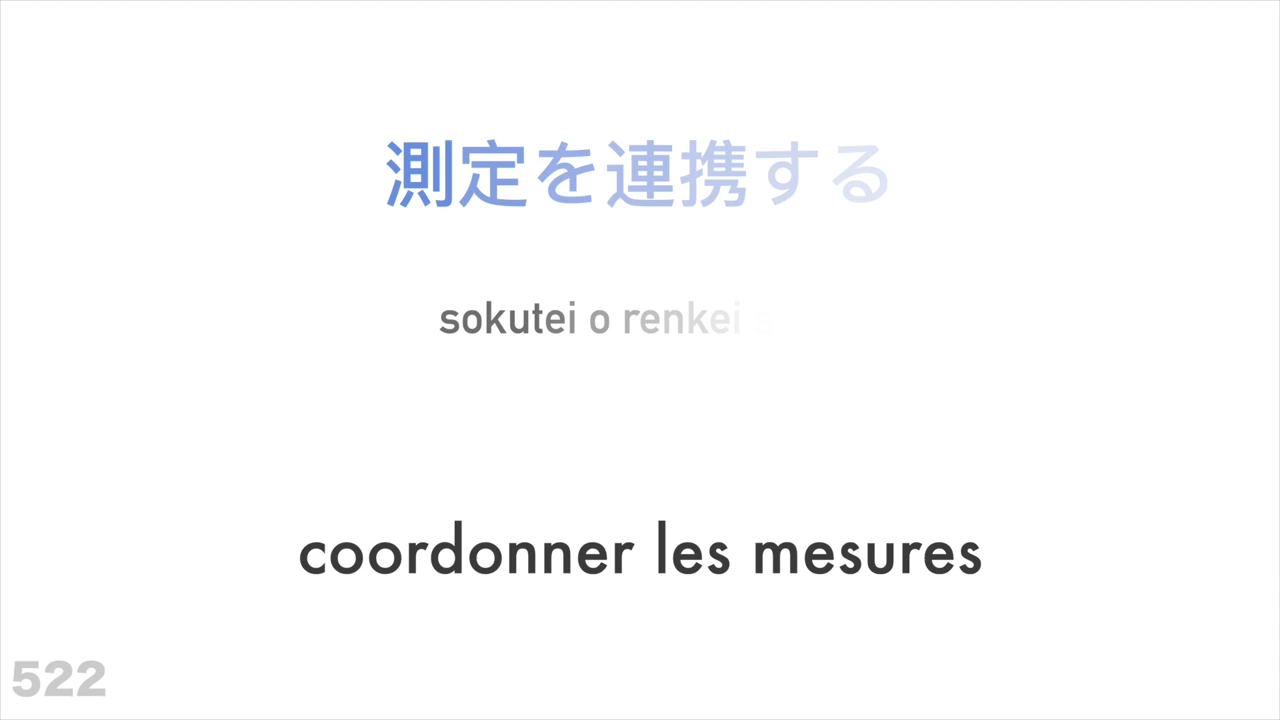 測定を連携する
sokutei o renkei s
coordonner les mesures
522